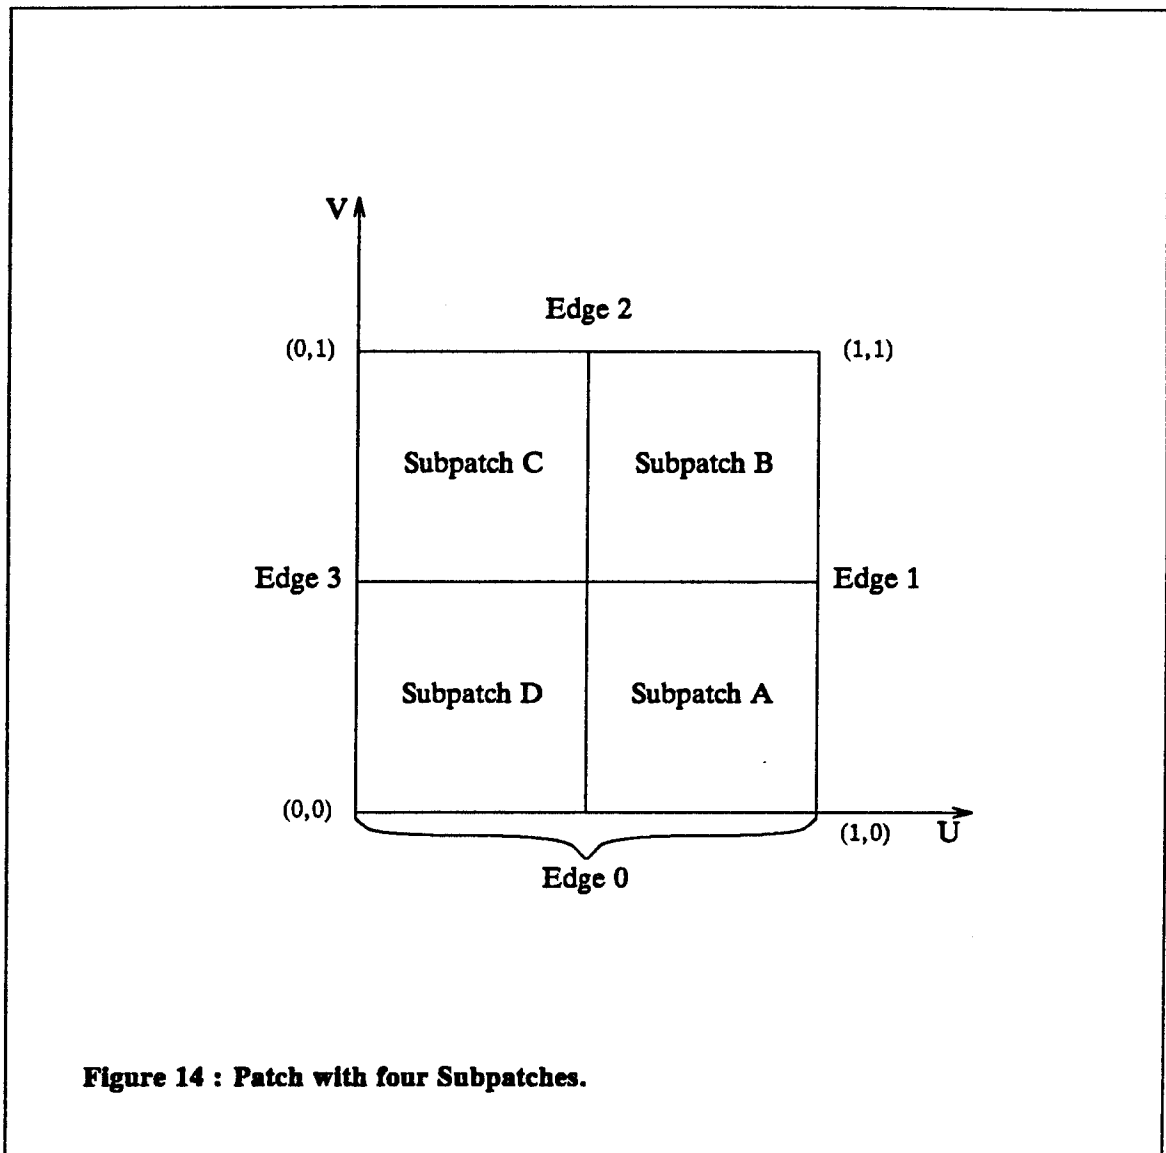 V
Edge 2
(0,1)
(1,1)
Subpatch C
Subpatch B
Edge 3
Edge 1
Subpatch D
Subpatch A
(0,0)
(1,0)
U
Edge 0
Figure 14 : Patch with four Subpatches.